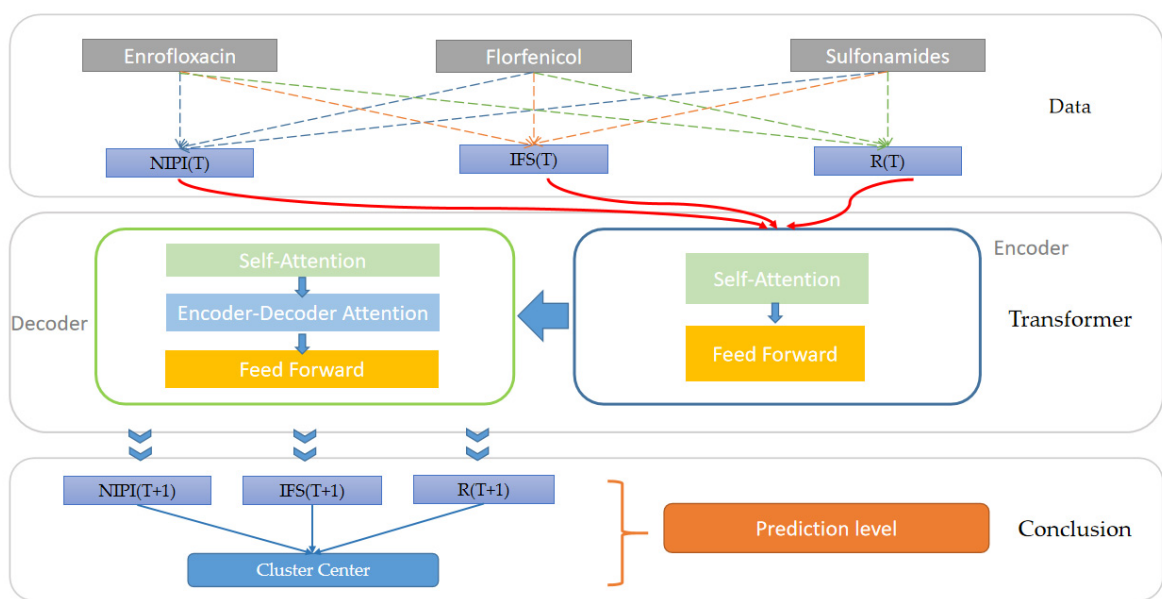 Enrofloxacin
Florfenicol
Sulfonamides
Data
NIPI(T)
IFS(T)
R(T)
Encoder
Self-Attention
Self-Attention
Encoder-Decoder Attention
Transformer
Decoder
Feed Forward
Feed Forward
NIPI(T+1)
IFS(T+1)
R(T+1)
Prediction level
Conclusion
Cluster Center